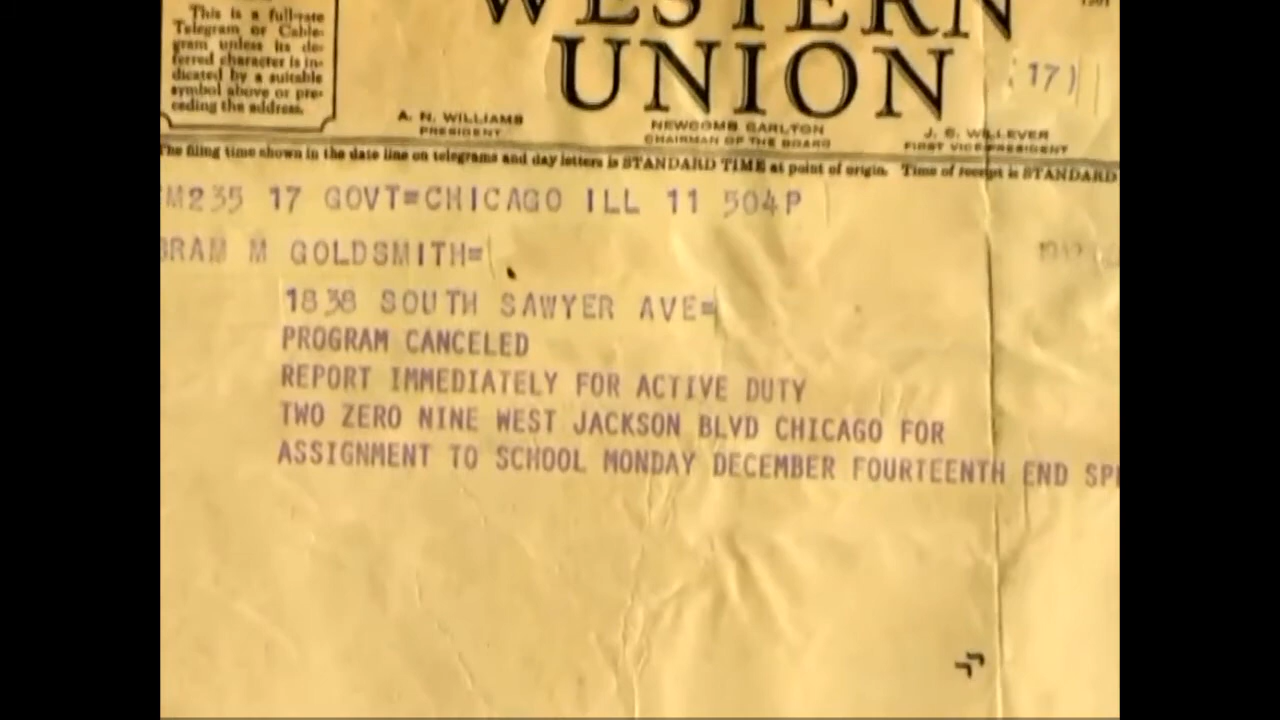 This is a full-rate
Telegram or Cable-
gram unless its de-
ferred character is in-
dicated by a suitable
symbol above or pre-
ceding the address.
WESTERN
UNION
1201
17)
A. N. WILLIAMS
PRESIDENT
NEWCOMB CARLTON
CHAIRMAN OF THE BOARD
J. C. WILLEVER
FIRST VICE-PRESIDENT
The filing time shown in the date line on telegrams and day letters is STANDARD TIME at point of origin. Time of receipt is STANDARD
M235 17 GOVT=CHICAGO ILL 11 504P
RAM M GOLDSMITH=
1838 SOUTH SAWYER AVE=
PROGRAM CANCELED
REPORT IMMEDIATELY FOR ACTIVE DUTY
TWO ZERO NINE WEST JACKSON BLVD CHICAGO FOR
ASSIGNMENT TO SCHOOL MONDAY DECEMBER FOURTEENTH END SP